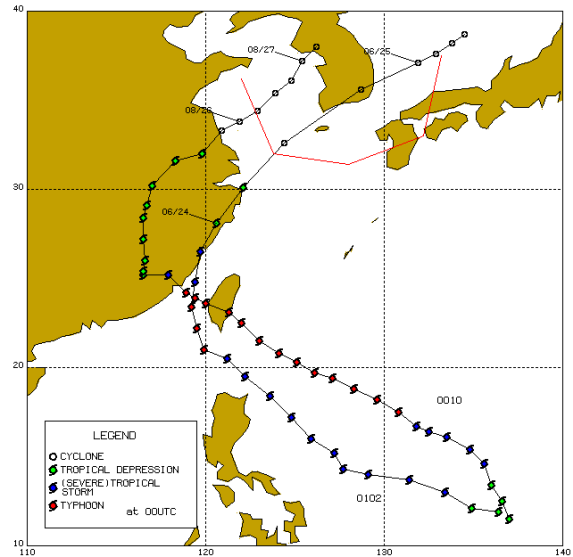 40
08/27
06/25
08/26
30
06/24
20
0010
LEGEND
CYCLONE
TROPICAL DEPRESSION
(SEVERE)TROPICAL
STORM
TYPHOON at 00UTC
0102
10
110
120
130
140